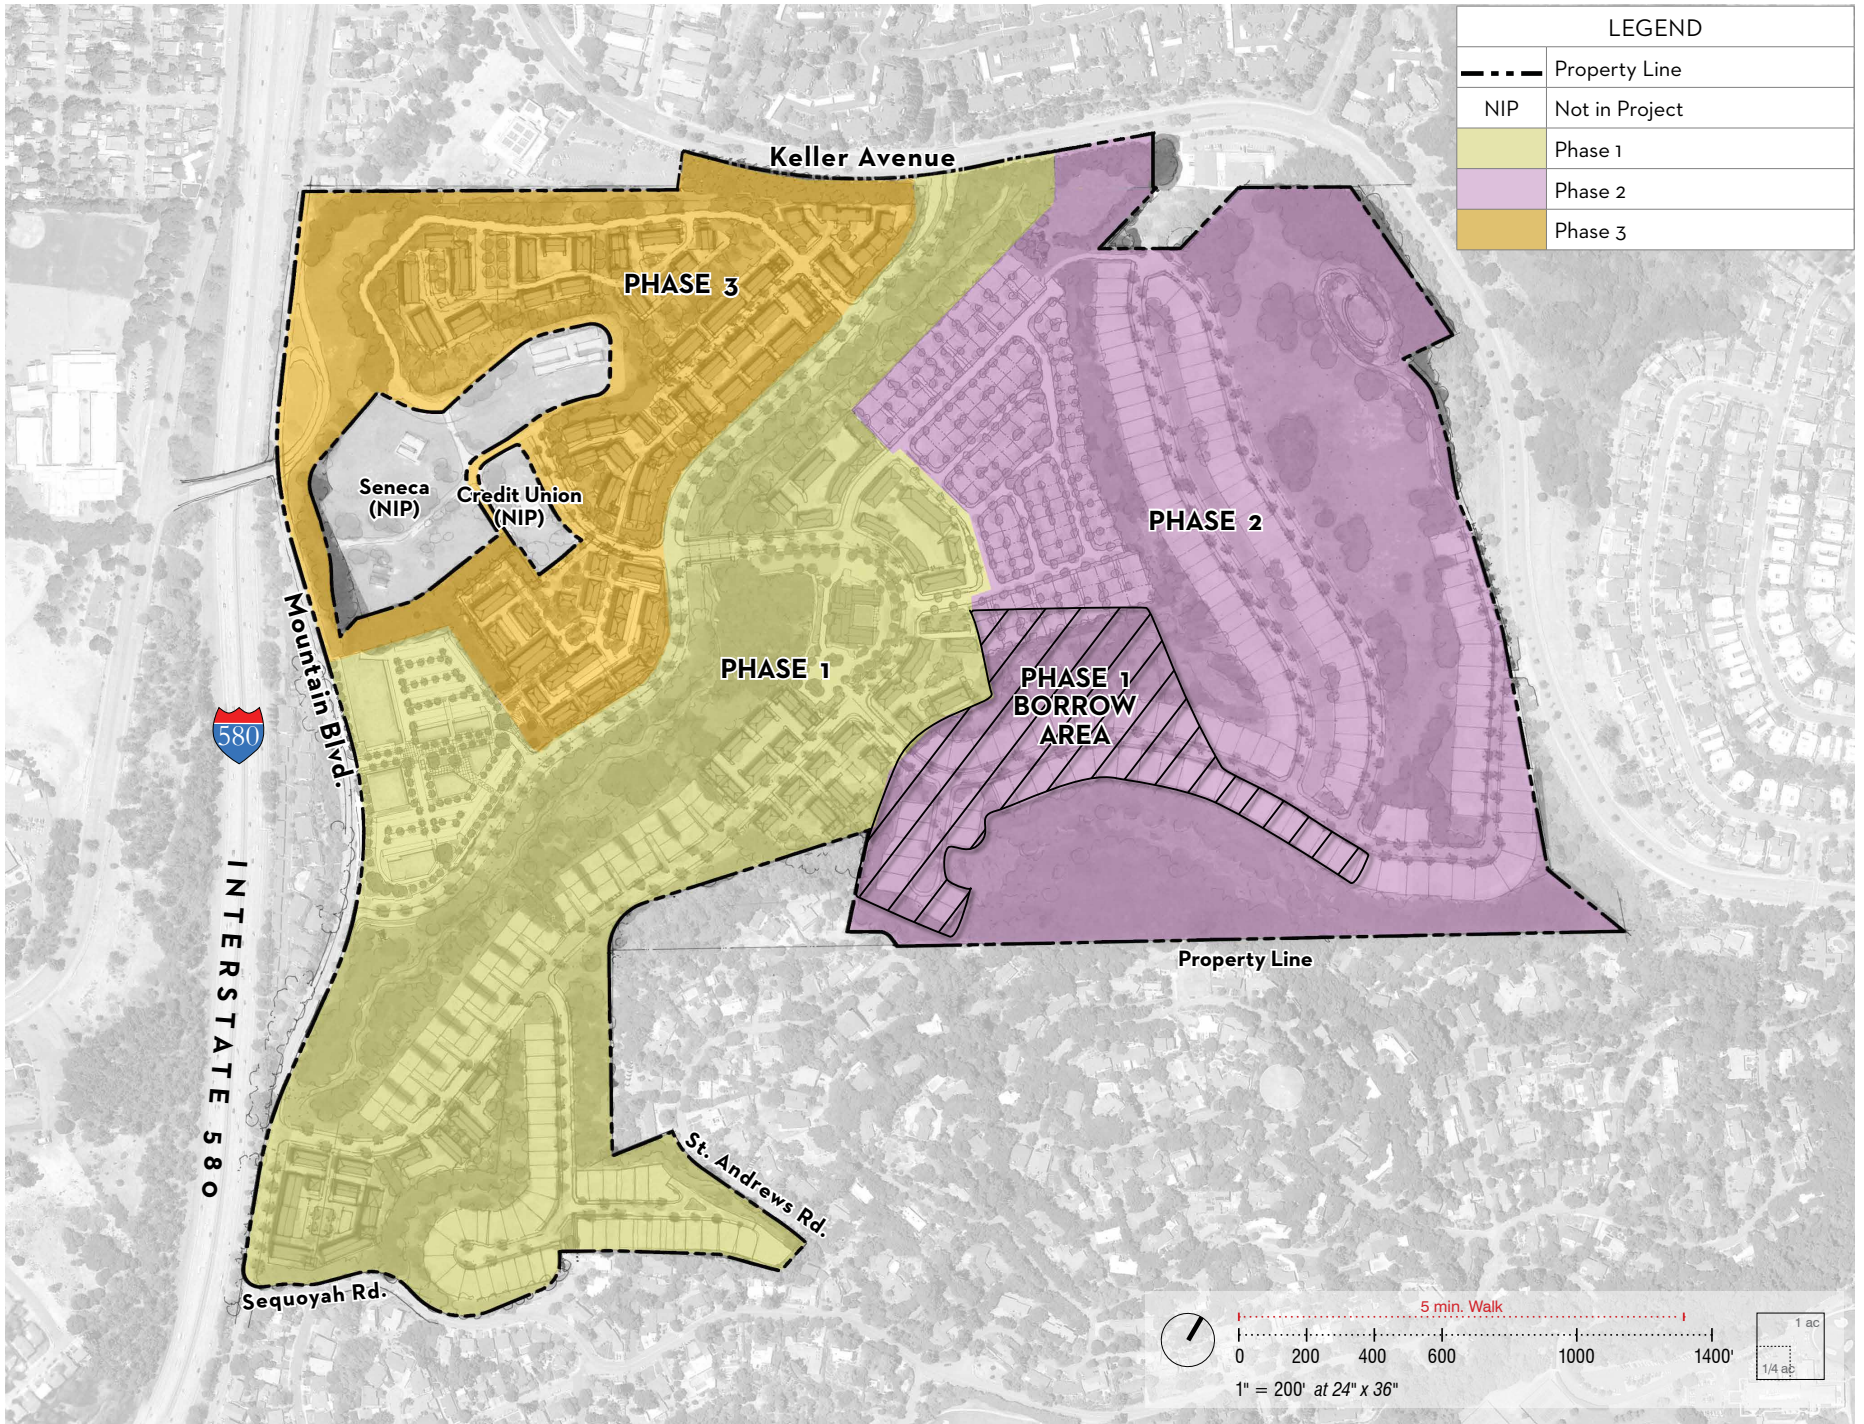 LEGEND
Property Line
NIP Not in Project
Phase 1
Phase 2
Phase 3
Keller Avenue
PHASE 3
Seneca
(NIP)
Credit Union
(NIP)
PHASE 2
Mountain Blvd.
PHASE 1
PHASE 1
BORROW
AREA
580
INTERSTATE 580
Property Line
St. Andrews Rd.
Sequoyah Rd.
5 min. Walk
0 200 400 600 1000 1400'
1" = 200' at 24" x 36"
1 ac
1/4 ac